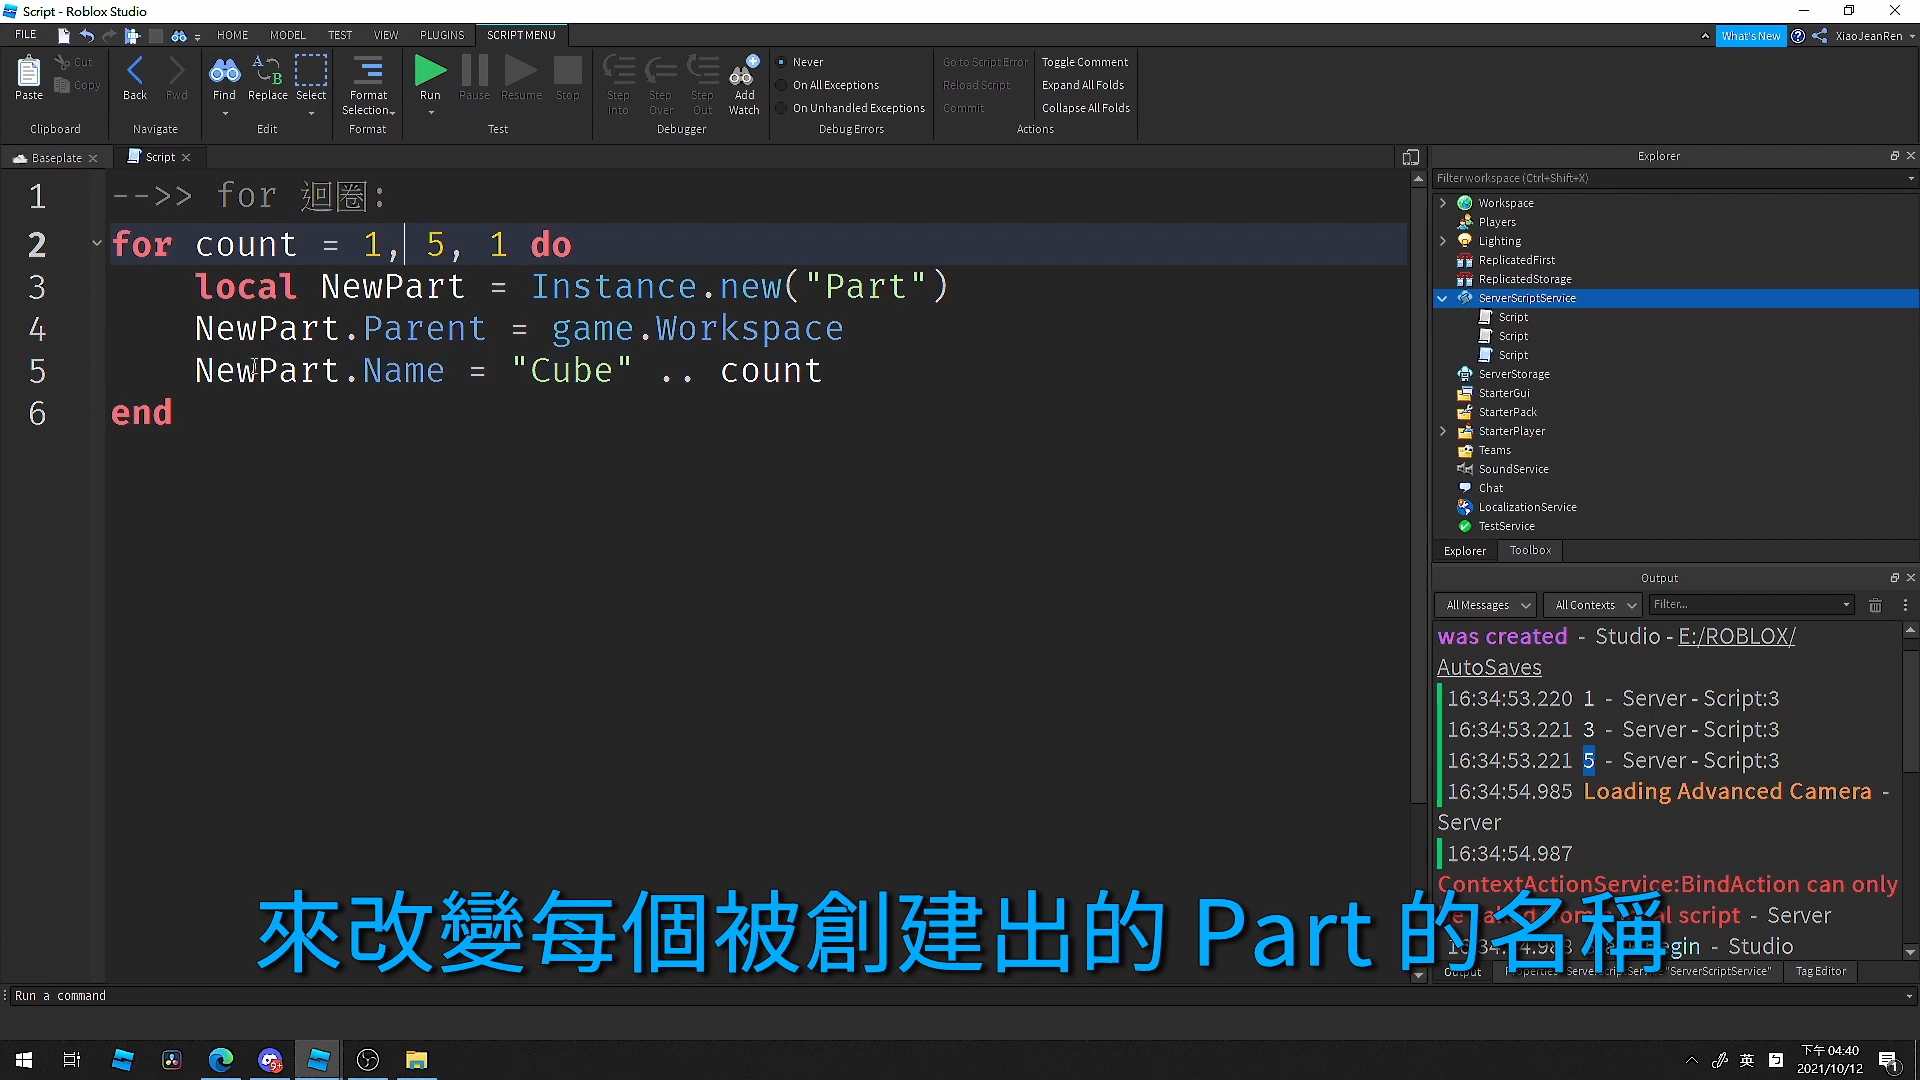 Script - Roblox Studio
FILE HOME MODEL TEST VIEW PLUGINS SCRIPT MENU What's New XiaoJeanRen
Paste Cut Copy Clipboard
Back Fwd Navigate
Find Replace Select Edit
Format Selection Format
Run Pause Resume Stop Test
Step Into Step Over Step Out Add Watch Debugger
Never
On All Exceptions
On Unhandled Exceptions
Debug Errors
Go to Script Error Toggle Comment
Reload Script Expand All Folds
Commit Collapse All Folds
Actions
Baseplate Script
1 -->> for 迴圈:
2 for count = 1, 5, 1 do
3 local NewPart = Instance.new("Part")
4 NewPart.Parent = game.Workspace
5 NewPart.Name = "Cube" .. count
6 end
Explorer
Filter workspace (Ctrl+Shift+X)
Workspace
Players
Lighting
ReplicatedFirst
ReplicatedStorage
ServerScriptService
Script
Script
Script
ServerStorage
StarterGui
StarterPack
StarterPlayer
Teams
SoundService
Chat
LocalizationService
TestService
Explorer Toolbox
Output
All Messages All Contexts Filter...
was created - Studio - E:/ROBLOX/
AutoSaves
16:34:53.220 1 - Server - Script:3
16:34:53.221 3 - Server - Script:3
16:34:53.221 5 - Server - Script:3
16:34:54.985 Loading Advanced Camera -
Server
16:34:54.987
ContextActionService:BindAction can only
script - Server
- Studio
Output "ServerScriptService" Tag Editor
來改變每個被創建出的 Part 的名稱
Run a command
9+ 英 下午 04:40
2021/10/12 1